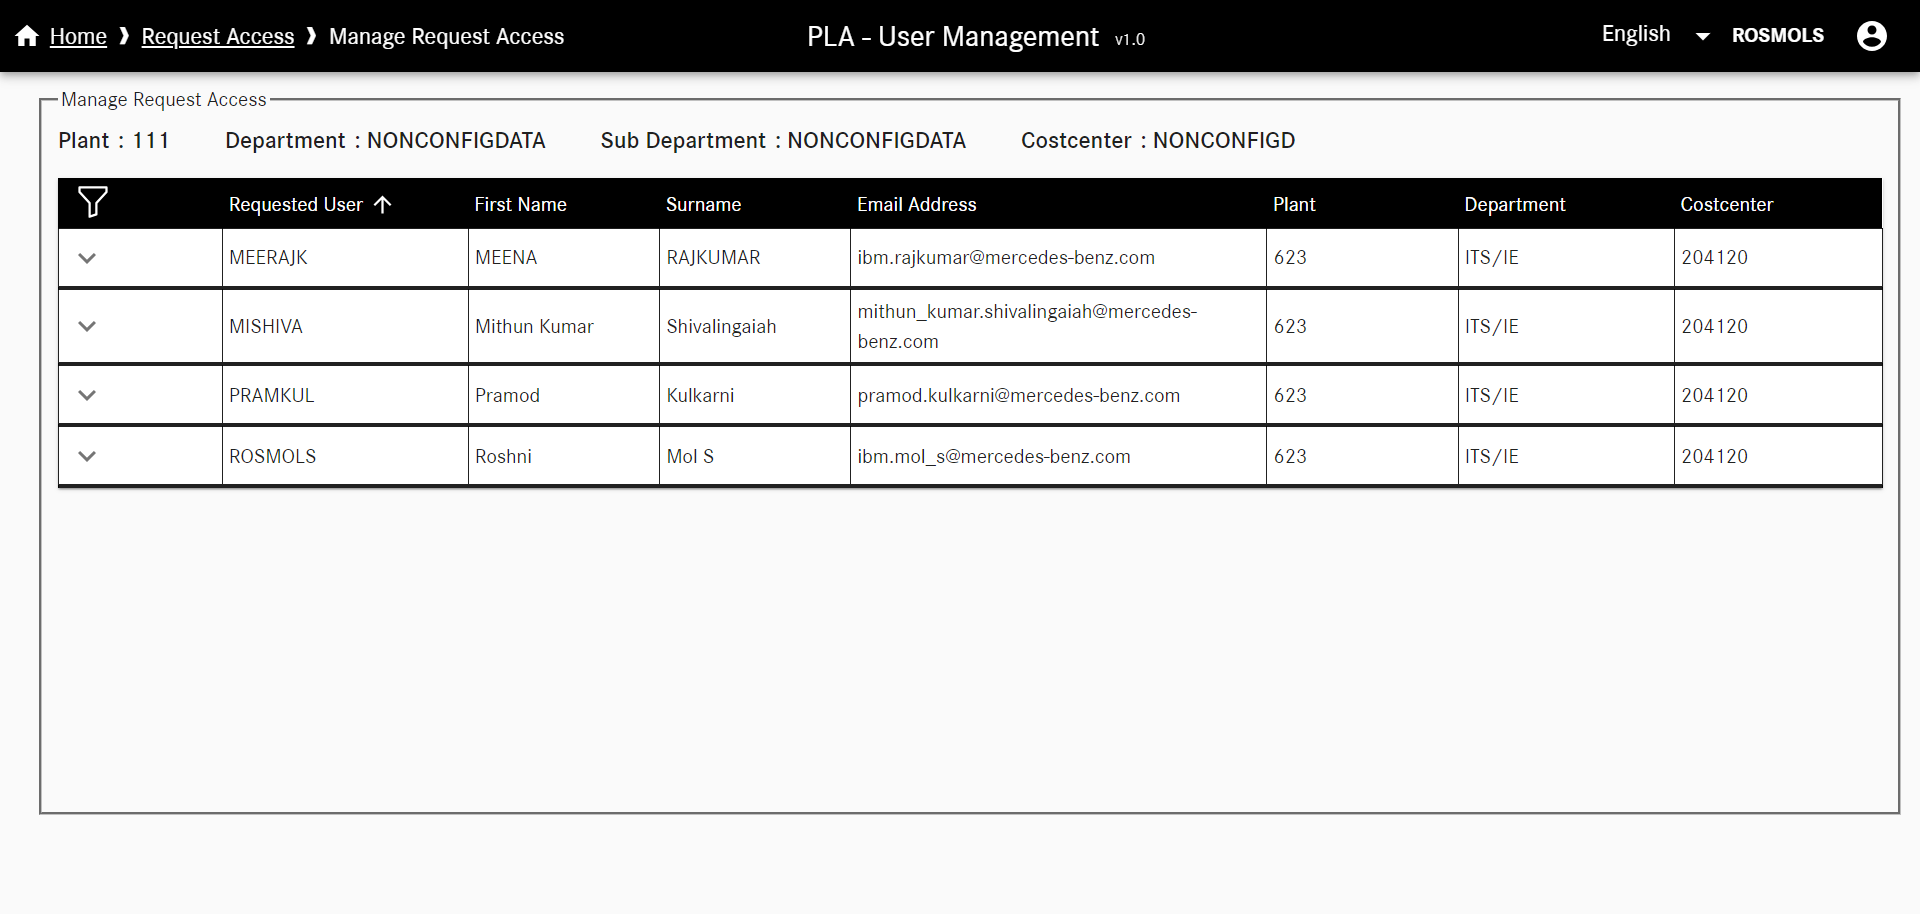 Home ❱ Request Access ❱ Manage Request Access
PLA - User Management v1.0
English ROSMOLS
Manage Request Access
Plant : 111 Department : NONCONFIGDATA Sub Department : NONCONFIGDATA Costcenter : NONCONFIGD
Requested User First Name Surname Email Address Plant Department Costcenter
MEERAJK MEENA RAJKUMAR ibm.rajkumar@mercedes-benz.com 623 ITS/IE 204120
MISHIVA Mithun Kumar Shivalingaiah mithun_kumar.shivalingaiah@mercedes-
benz.com 623 ITS/IE 204120
PRAMKUL Pramod Kulkarni pramod.kulkarni@mercedes-benz.com 623 ITS/IE 204120
ROSMOLS Roshni Mol S ibm.mol_s@mercedes-benz.com 623 ITS/IE 204120